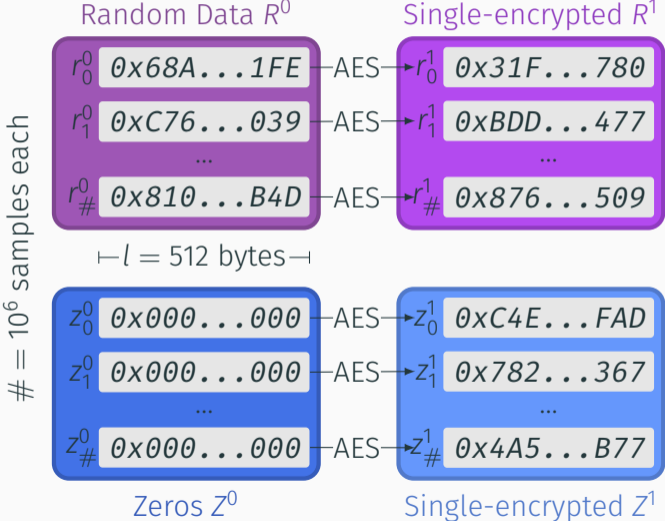 Random Data R⁰ Single-encrypted R¹
r⁰₀ 0x68A...1FE AES r¹₀ 0x31F...780
r⁰₁ 0xC76...039 AES r¹₁ 0xBDD...477
... ...
r⁰# 0x810...B4D AES r¹# 0x876...509
# = 10⁶ samples each
l = 512 bytes
z⁰₀ 0x000...000 AES z¹₀ 0xC4E...FAD
z⁰₁ 0x000...000 AES z¹₁ 0x782...367
... ...
z⁰# 0x000...000 AES z¹# 0x4A5...B77
Zeros Z⁰ Single-encrypted Z¹